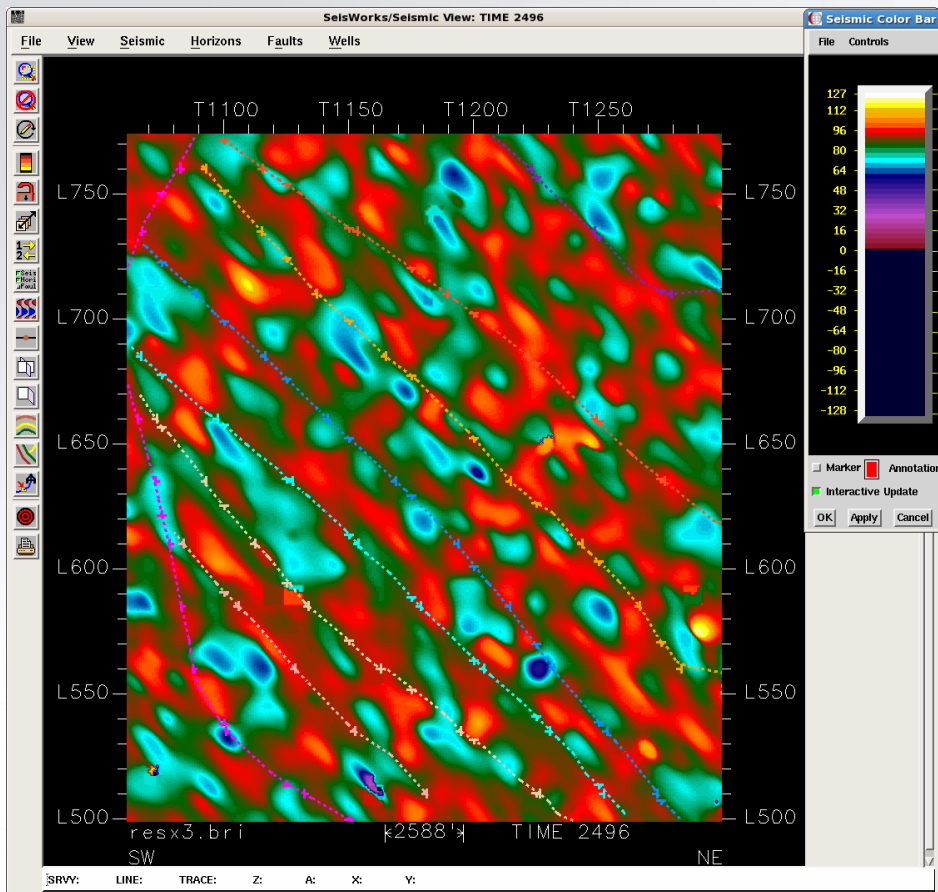 SeisWorks/Seismic View: TIME 2496
File View Seismic Horizons Faults Wells
T1100 T1150 T1200 T1250
L750 L750
L700 L700
L650 L650
L600 L600
L550 L550
L500 L500
resx3.bri 2588' TIME 2496
SW NE
SRVY: LINE: TRACE: Z: A: X: Y:
Seismic Color Bar
File Controls
127
112
96
80
64
48
32
16
0
-16
-32
-48
-64
-80
-96
-112
-128
Marker Annotation
Interactive Update
OK Apply Cancel